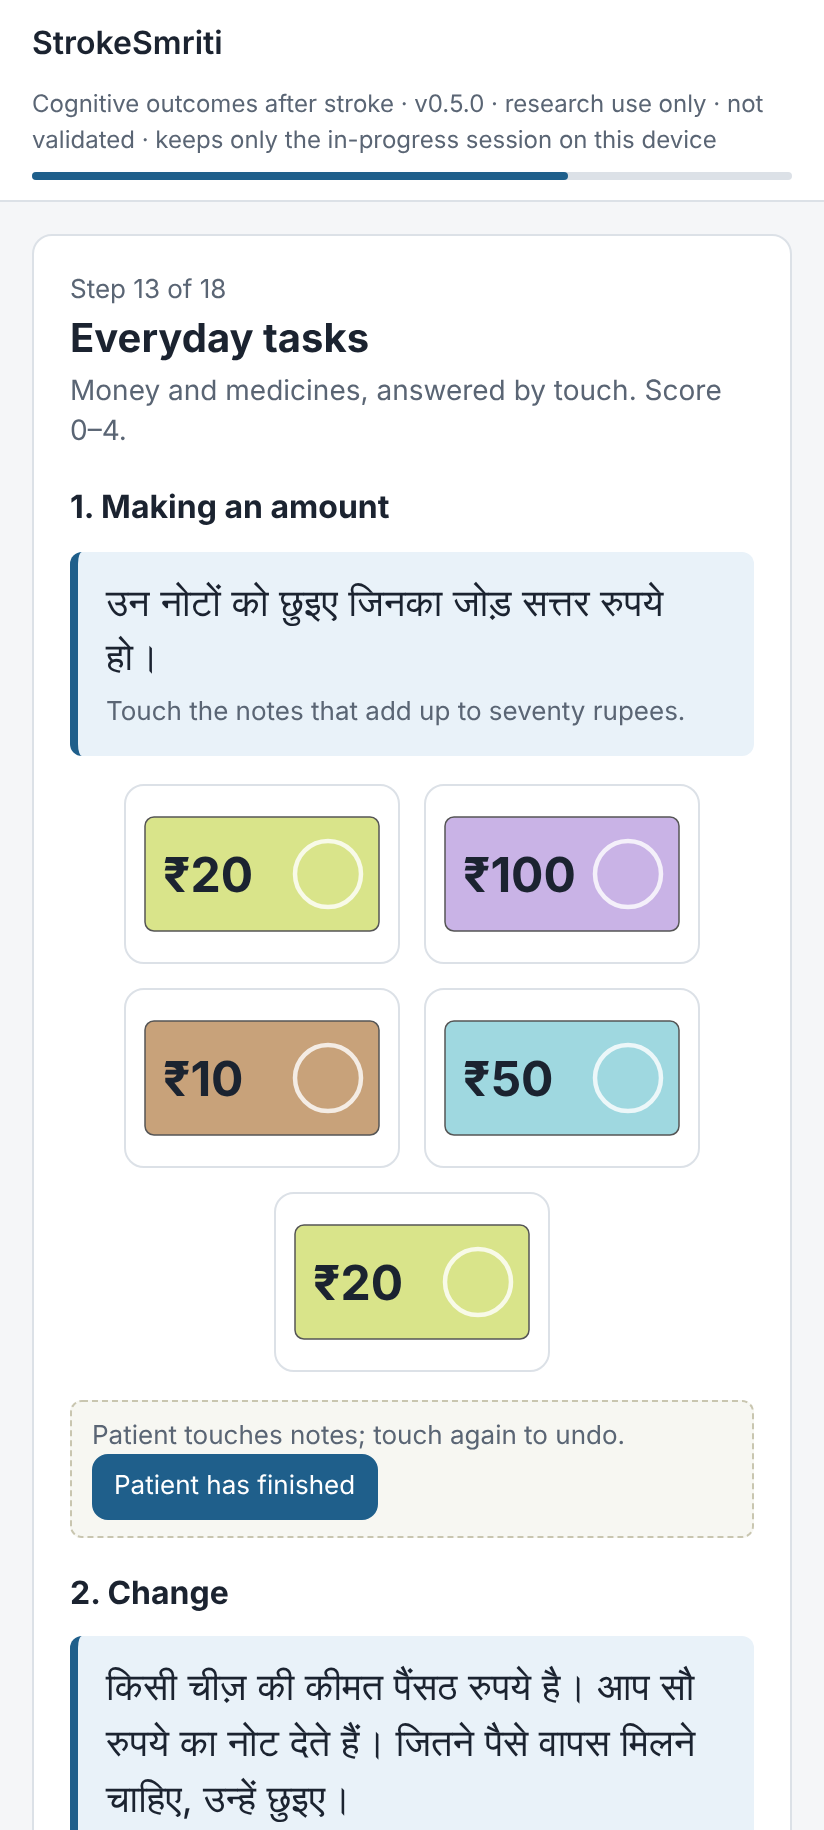 StrokeSmriti
Cognitive outcomes after stroke · v0.5.0 · research use only · not
validated · keeps only the in-progress session on this device
Step 13 of 18
Everyday tasks
Money and medicines, answered by touch. Score
0–4.
1. Making an amount
उन नोटों को छुइए जिनका जोड़ सत्तर रुपये
हो।
Touch the notes that add up to seventy rupees.
₹20
₹100
₹10
₹50
₹20
Patient touches notes; touch again to undo.
Patient has finished
2. Change
किसी चीज़ की कीमत पैंसठ रुपये है। आप सौ
रुपये का नोट देते हैं। जितने पैसे वापस मिलने
चाहिए, उन्हें छुइए।